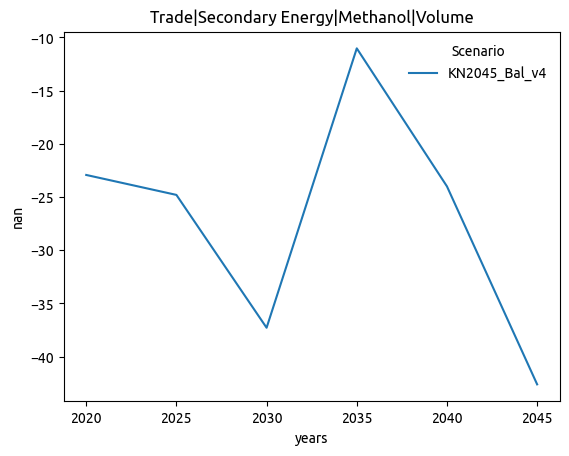 Trade|Secondary Energy|Methanol|Volume
Scenario
KN2045_Bal_v4
−10
−15
−20
−25
−30
−35
−40
nan
2020 2025 2030 2035 2040 2045
years